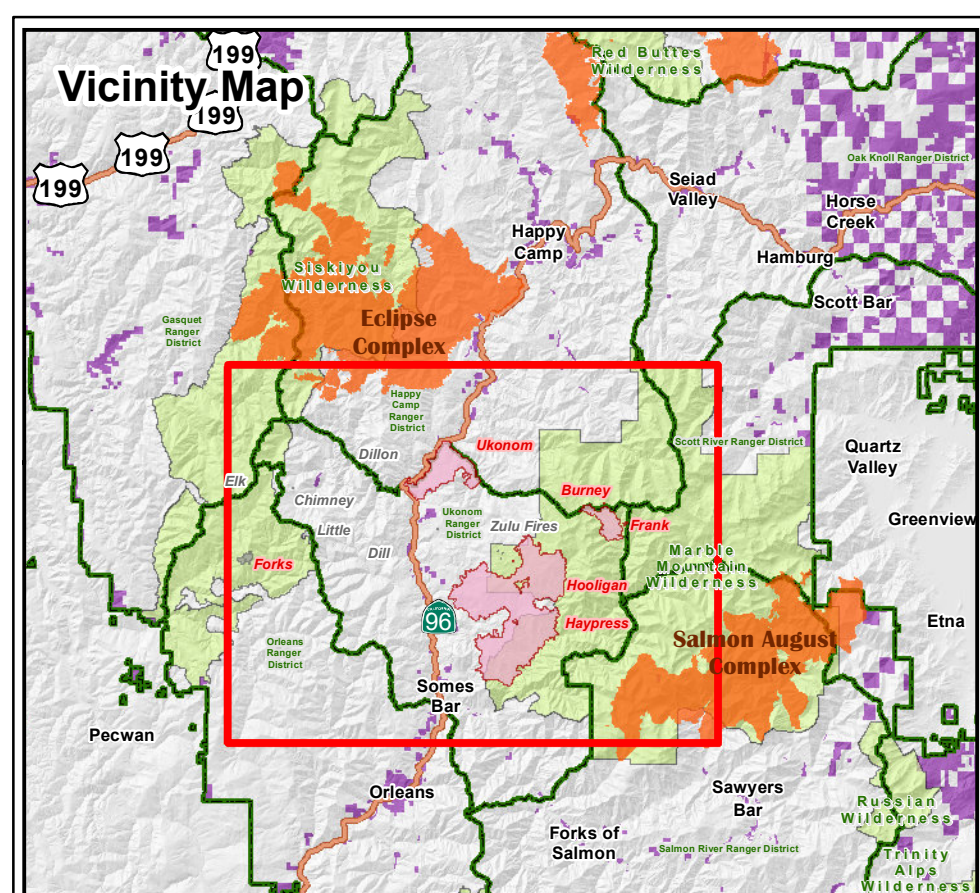 199
Vicinity Map
199
199
199
Red Buttes
Wilderness
Oak Knoll Ranger District
Seiad
Valley
Horse
Creek
Happy
Camp
Hamburg
Siskiyou
Wilderness
Scott Bar
Eclipse
Complex
Gasquet
Ranger
District
Happy
Camp
Ranger
District
Scott River Ranger District
Ukonom
Quartz
Valley
Dillon
Elk
Burney
Chimney
Ukonom
Ranger
District
Zulu Fires
Frank
Greenview
Little
Dill
Forks
Marble
Mountain
Wilderness
Hooligan
Haypress
96
Etna
Salmon August
Complex
Orleans
Ranger
District
Somes
Bar
Pecwan
Orleans
Sawyers
Bar
Russian
Wilderness
Forks of
Salmon
Salmon River Ranger District
Trinity
Alps
Wilderness